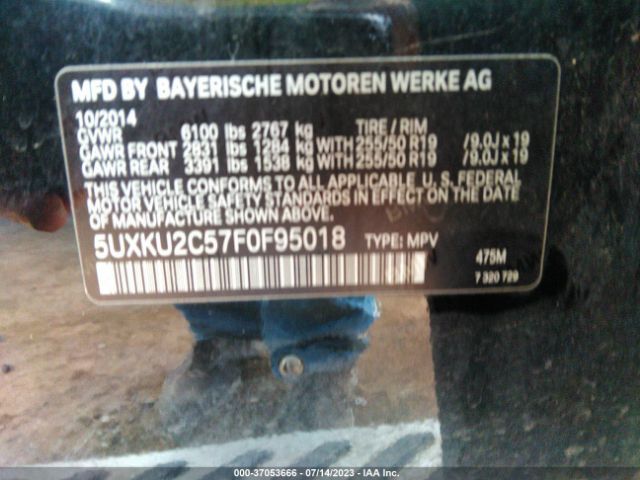 MFD BY BAYERISCHE MOTOREN WERKE AG
10/2014
GVWR 6100 lbs 2767 kg TIRE / RIM
GAWR FRONT 2831 lbs 1284 kg WITH 255/50 R19 /9.0J x 19
GAWR REAR 3391 lbs 1538 kg WITH 255/50 R19 /9.0J x 19
THIS VEHICLE CONFORMS TO ALL APPLICABLE U. S. FEDERAL
MOTOR VEHICLE SAFETY STANDARDS IN EFFECT ON THE
DATE OF MANUFACTURE SHOWN ABOVE.
5UXKU2C57F0F95018 TYPE: MPV 475M
7 320 729
000-37053666 - 07/14/2023 - IAA Inc.